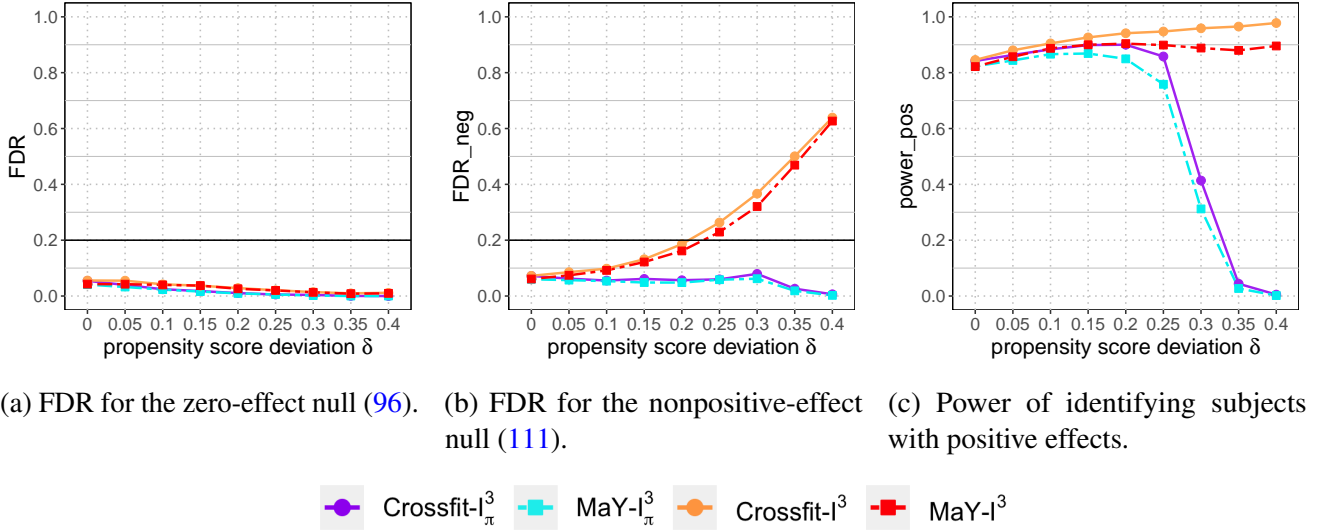 FDR
1.0
0.8
0.6
0.4
0.2
0.0
0 0.05 0.1 0.15 0.2 0.25 0.3 0.35 0.4
propensity score deviation δ
FDR_neg
1.0
0.8
0.6
0.4
0.2
0.0
0 0.05 0.1 0.15 0.2 0.25 0.3 0.35 0.4
propensity score deviation δ
power_pos
1.0
0.8
0.6
0.4
0.2
0.0
0 0.05 0.1 0.15 0.2 0.25 0.3 0.35 0.4
propensity score deviation δ
(a) FDR for the zero-effect null (96).
(b) FDR for the nonpositive-effect
null (111).
(c) Power of identifying subjects
with positive effects.
Crossfit-I³π MaY-I³π Crossfit-I³ MaY-I³